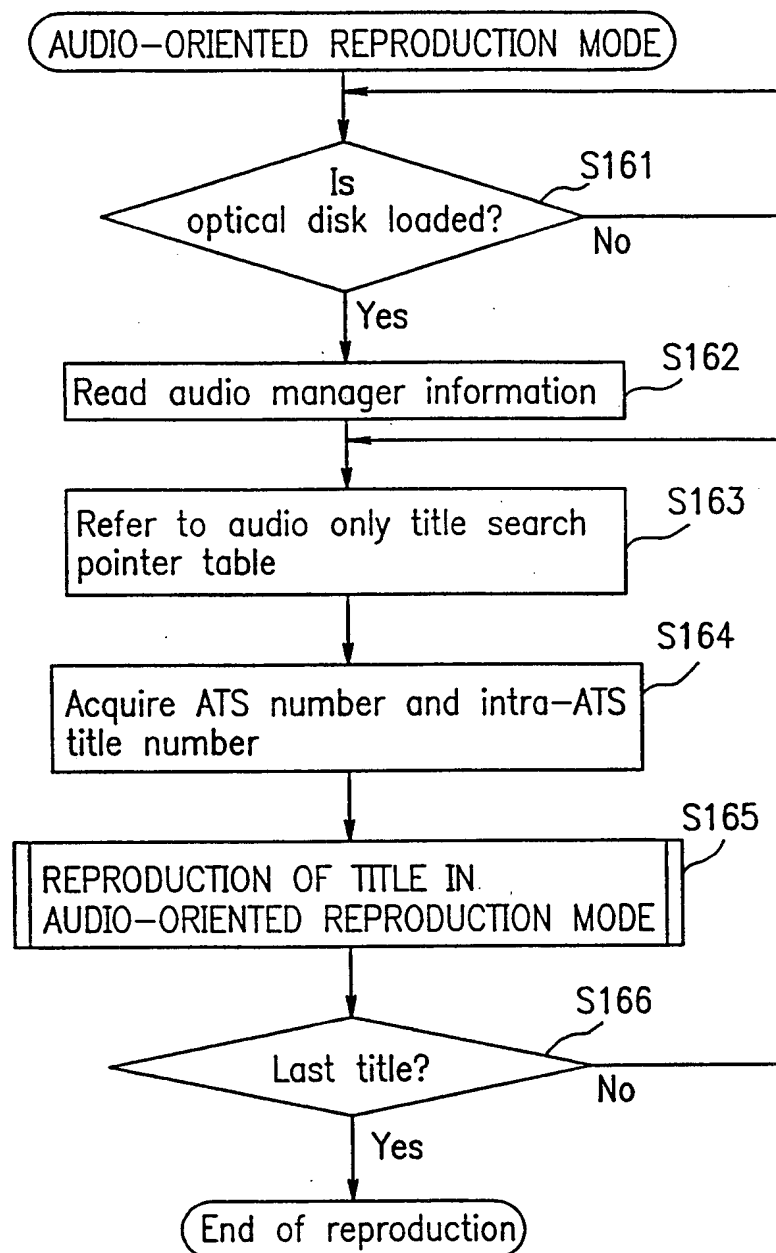 AUDIO-ORIENTED REPRODUCTION MODE
Is
optical disk loaded?
S161
No
Yes
S162
Read audio manager information
S163
Refer to audio only title search
pointer table
S164
Acquire ATS number and intra-ATS
title number
S165
REPRODUCTION OF TITLE IN
AUDIO-ORIENTED REPRODUCTION MODE
S166
Last title?
No
Yes
End of reproduction